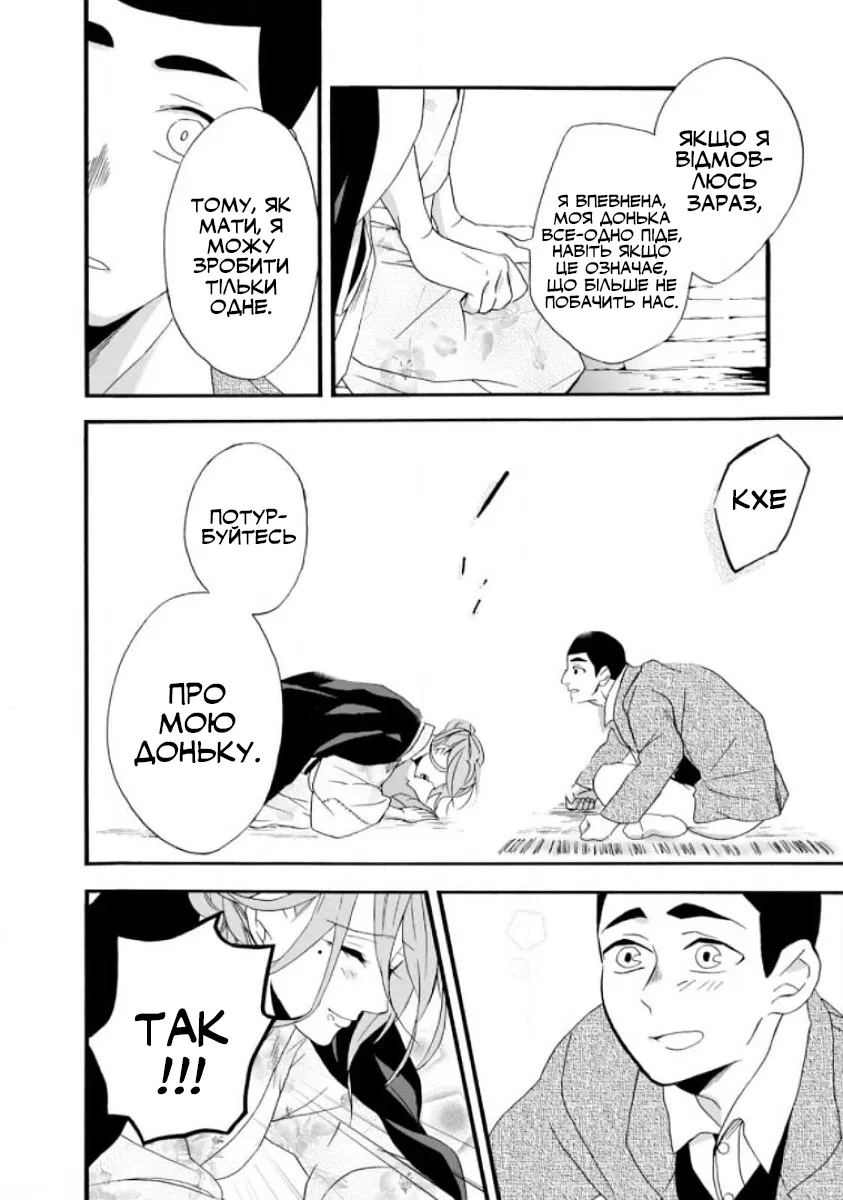 ЯКЩО Я
ВІДМОВ-
ЛЮСЬ
ЗАРАЗ,
Я ВПЕВНЕНА,
МОЯ ДОНЬКА
ВСЕ-ОДНО ПІДЕ,
НАВІТЬ ЯКЩО
ЦЕ ОЗНАЧАЄ,
ЩО БІЛЬШЕ НЕ
ПОБАЧИТЬ НАС.
ТОМУ, ЯК
МАТИ, Я
МОЖУ
ЗРОБИТИ
ТІЛЬКИ
ОДНЕ.
КХЕ
ПОТУР-
БУЙТЕСЬ
ПРО
МОЮ
ДОНЬКУ.
ТАК
!!!